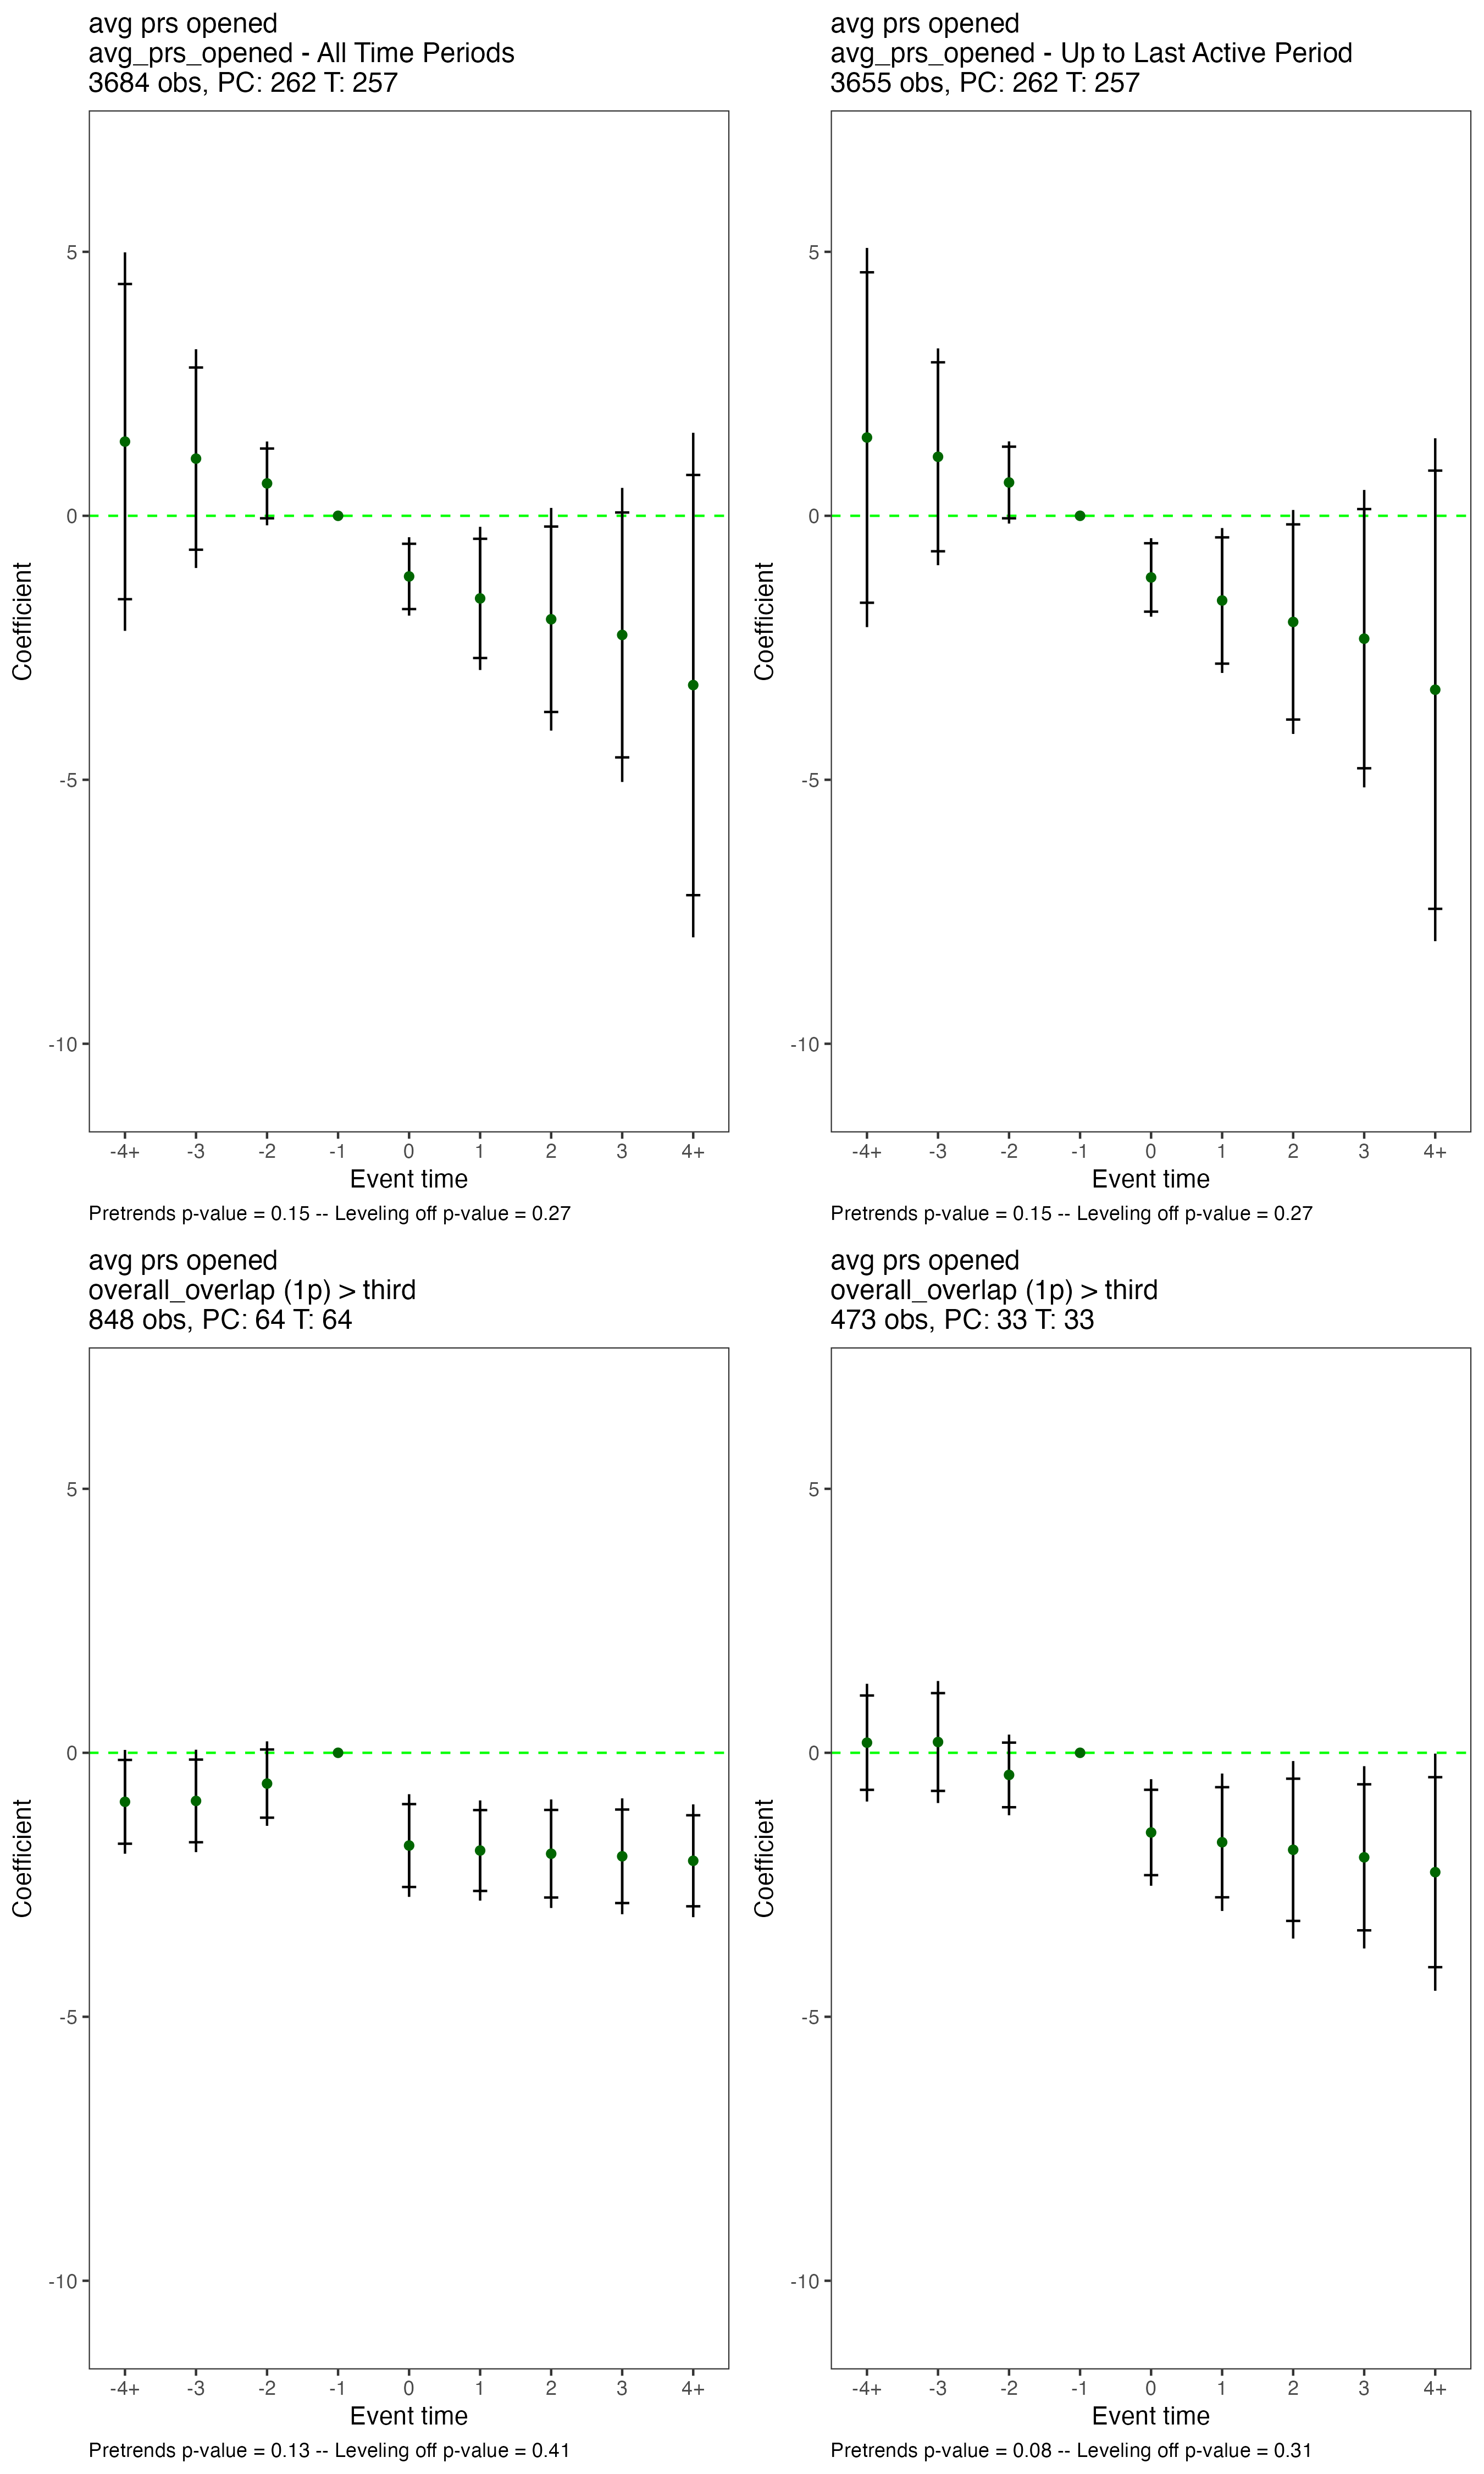 avg prs opened
avg_prs_opened - All Time Periods
3684 obs, PC: 262 T: 257
5
0
-5
-10
Coefficient
-4+ -3 -2 -1 0 1 2 3 4+
Event time
Pretrends p-value = 0.15 -- Leveling off p-value = 0.27
avg prs opened
avg_prs_opened - Up to Last Active Period
3655 obs, PC: 262 T: 257
5
0
-5
-10
Coefficient
-4+ -3 -2 -1 0 1 2 3 4+
Event time
Pretrends p-value = 0.15 -- Leveling off p-value = 0.27
avg prs opened
overall_overlap (1p) > third
848 obs, PC: 64 T: 64
5
0
-5
-10
Coefficient
-4+ -3 -2 -1 0 1 2 3 4+
Event time
Pretrends p-value = 0.13 -- Leveling off p-value = 0.41
avg prs opened
overall_overlap (1p) > third
473 obs, PC: 33 T: 33
5
0
-5
-10
Coefficient
-4+ -3 -2 -1 0 1 2 3 4+
Event time
Pretrends p-value = 0.08 -- Leveling off p-value = 0.31